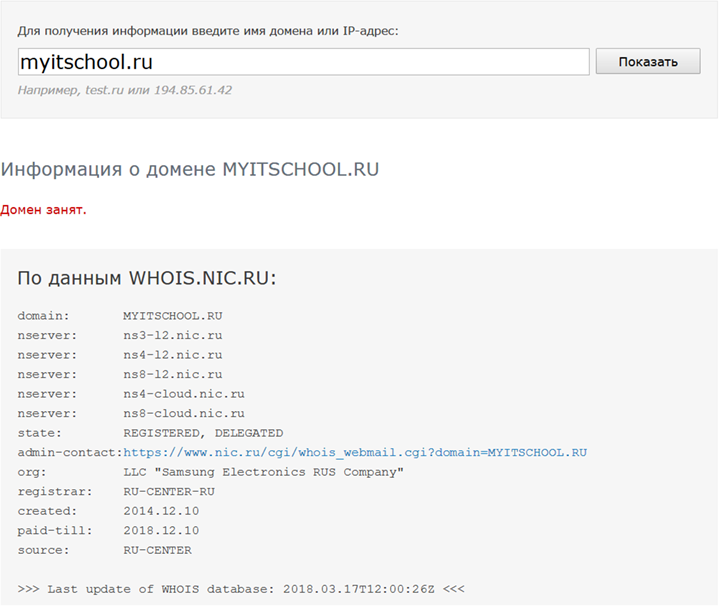 Для получения информации введите имя домена или IP-адрес:
myitschool.ru
Показать
Например, test.ru или 194.85.61.42
Информация о домене MYITSCHOOL.RU
Домен занят.
По данным WHOIS.NIC.RU:
domain: MYITSCHOOL.RU
nserver: ns3-l2.nic.ru
nserver: ns4-l2.nic.ru
nserver: ns8-l2.nic.ru
nserver: ns4-cloud.nic.ru
nserver: ns8-cloud.nic.ru
state: REGISTERED, DELEGATED
admin-contact:https://www.nic.ru/cgi/whois_webmail.cgi?domain=MYITSCHOOL.RU
org: LLC "Samsung Electronics RUS Company"
registrar: RU-CENTER-RU
created: 2014.12.10
paid-till: 2018.12.10
source: RU-CENTER
>>> Last update of WHOIS database: 2018.03.17T12:00:26Z <<<